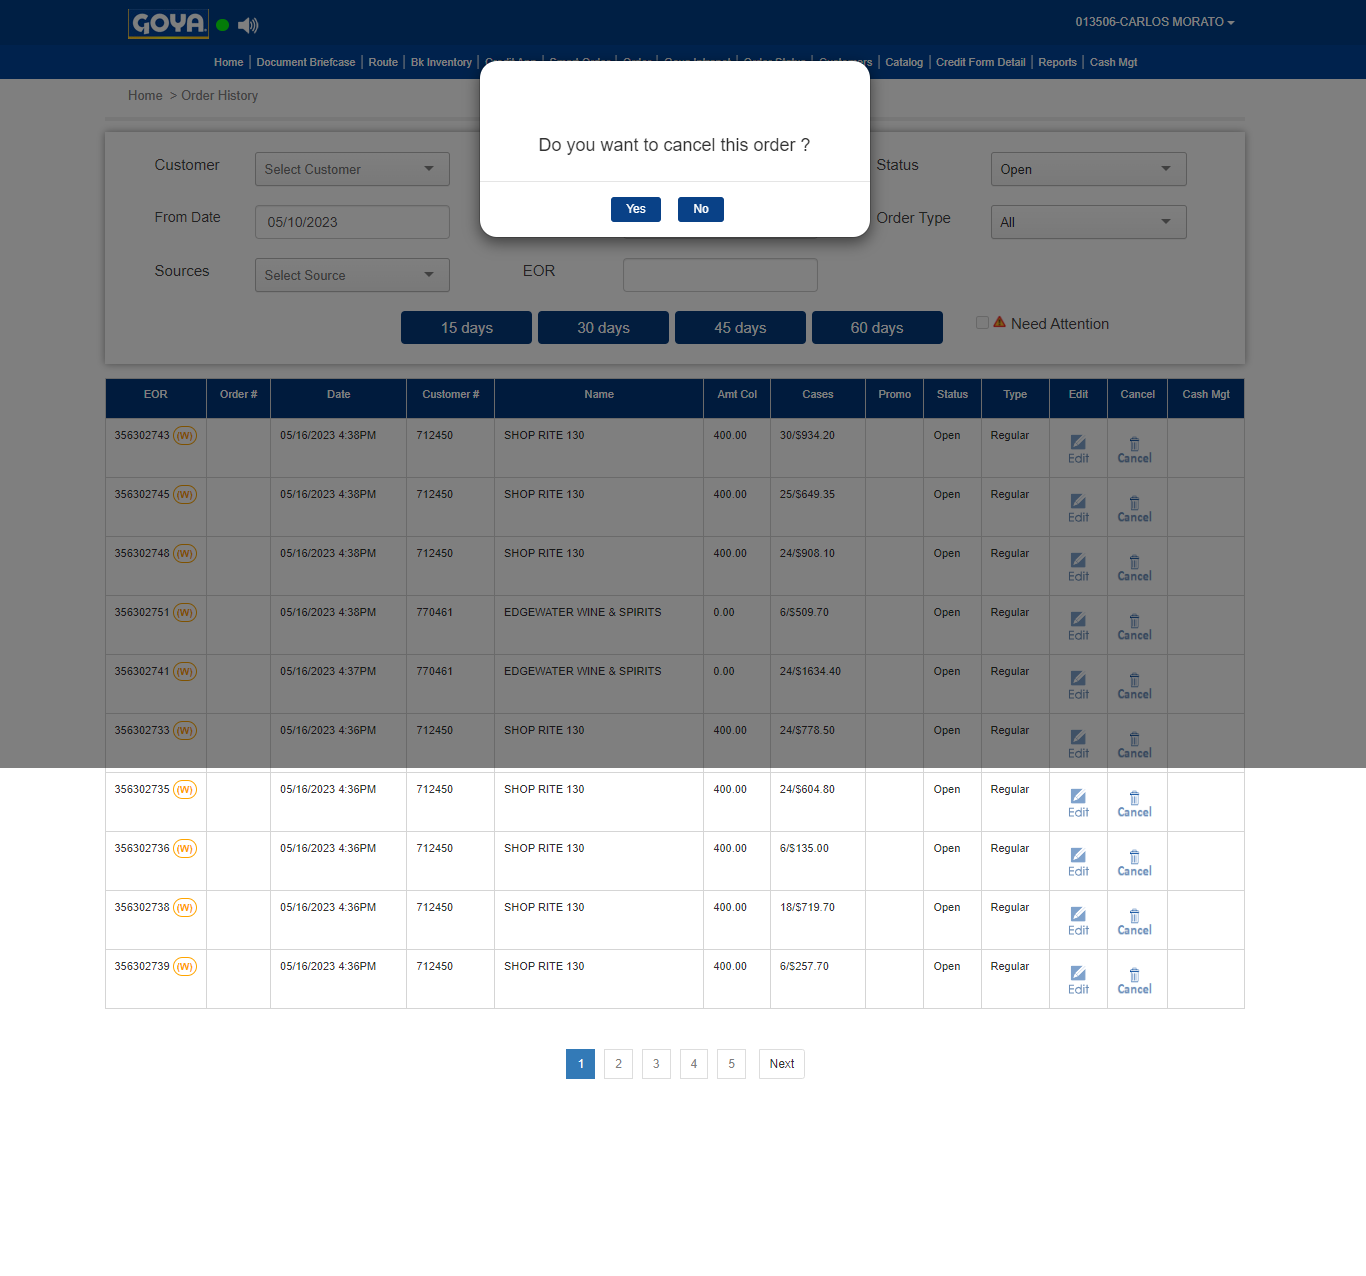 GOYA
013506-CARLOS MORATO
Home | Document Briefcase | Route | Bk Inventory | Credit App | Smart Order | Order | Goya Intranet | Order Status | Customers | Catalog | Credit Form Detail | Reports | Cash Mgt
Home > Order History
Do you want to cancel this order ?
Yes No
Customer Select Customer Status Open
From Date 05/10/2023 Order Type All
Sources Select Source EOR
15 days 30 days 45 days 60 days Need Attention
EOR Order # Date Customer # Name Amt Col Cases Promo Status Type Edit Cancel Cash Mgt
356302743 (W) 05/16/2023 4:38PM 712450 SHOP RITE 130 400.00 30/$934.20 Open Regular Edit Cancel
356302745 (W) 05/16/2023 4:38PM 712450 SHOP RITE 130 400.00 25/$649.35 Open Regular Edit Cancel
356302748 (W) 05/16/2023 4:38PM 712450 SHOP RITE 130 400.00 24/$908.10 Open Regular Edit Cancel
356302751 (W) 05/16/2023 4:38PM 770461 EDGEWATER WINE & SPIRITS 0.00 6/$509.70 Open Regular Edit Cancel
356302741 (W) 05/16/2023 4:37PM 770461 EDGEWATER WINE & SPIRITS 0.00 24/$1634.40 Open Regular Edit Cancel
356302733 (W) 05/16/2023 4:36PM 712450 SHOP RITE 130 400.00 24/$778.50 Open Regular Edit Cancel
356302735 (W) 05/16/2023 4:36PM 712450 SHOP RITE 130 400.00 24/$604.80 Open Regular Edit Cancel
356302736 (W) 05/16/2023 4:36PM 712450 SHOP RITE 130 400.00 6/$135.00 Open Regular Edit Cancel
356302738 (W) 05/16/2023 4:36PM 712450 SHOP RITE 130 400.00 18/$719.70 Open Regular Edit Cancel
356302739 (W) 05/16/2023 4:36PM 712450 SHOP RITE 130 400.00 6/$257.70 Open Regular Edit Cancel
1 2 3 4 5 Next